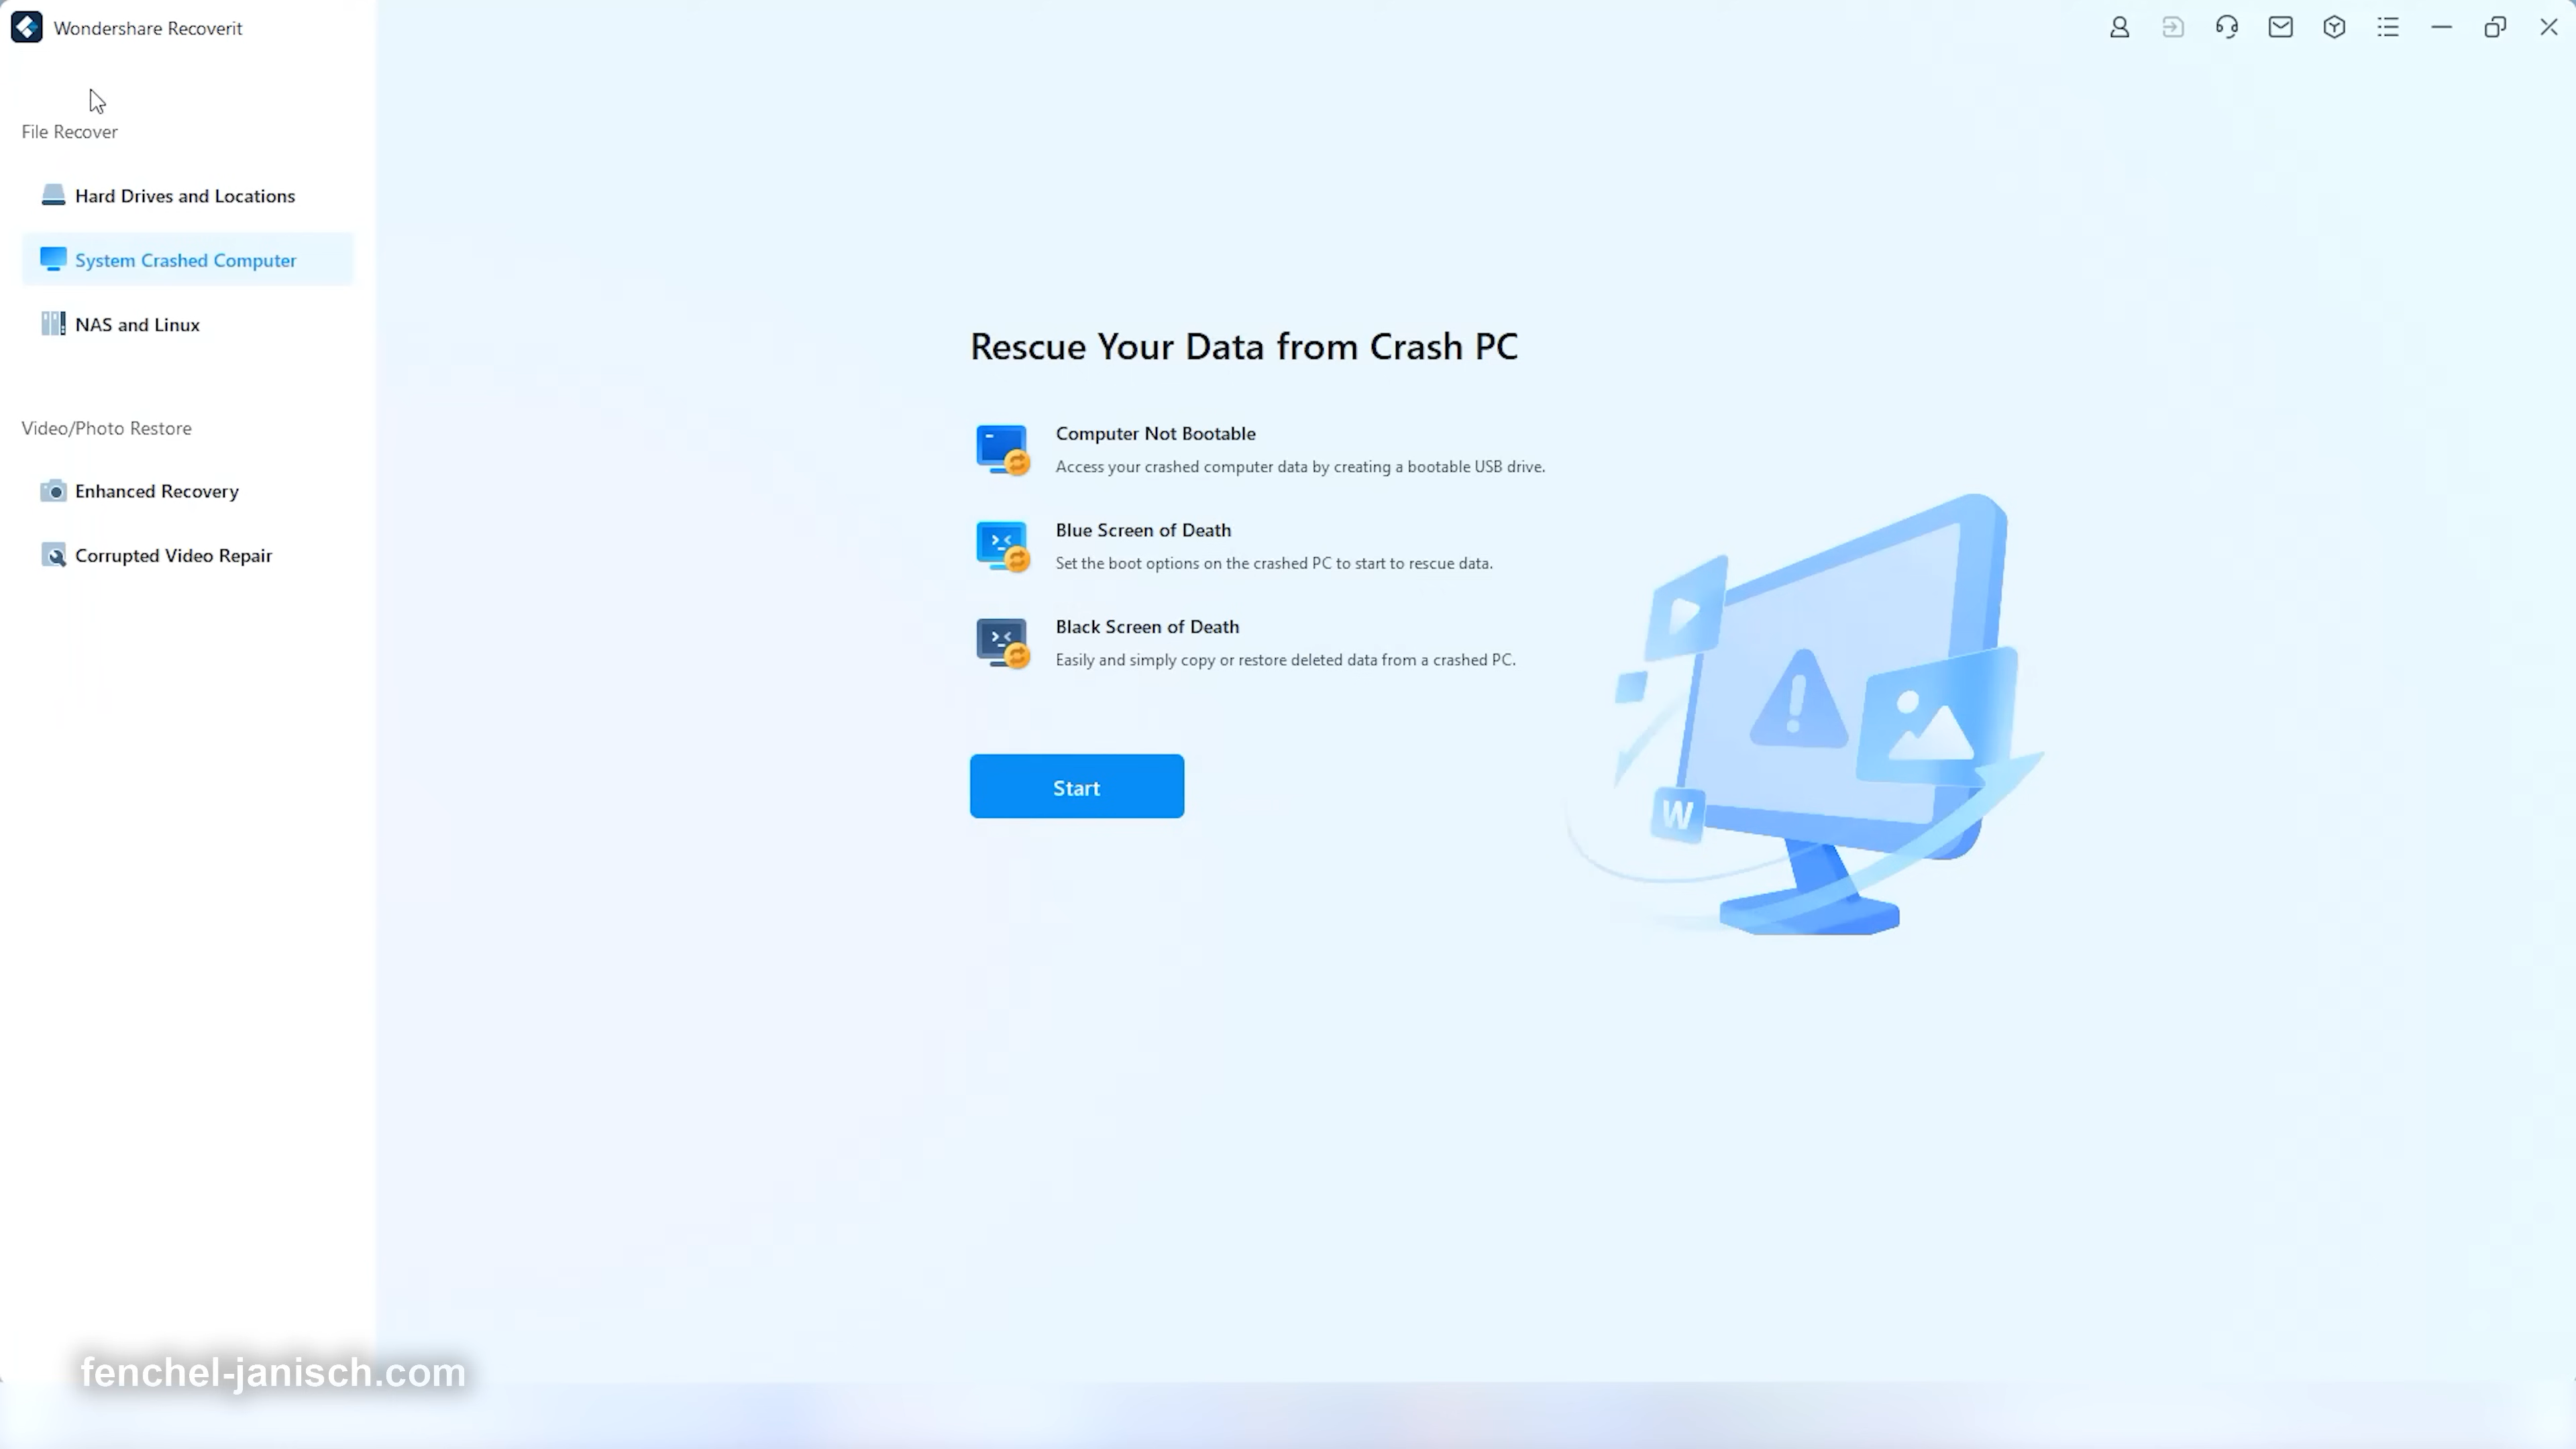 Wondershare Recoverit
File Recover
Hard Drives and Locations
System Crashed Computer
NAS and Linux
Video/Photo Restore
Enhanced Recovery
Corrupted Video Repair
Rescue Your Data from Crash PC
Computer Not Bootable
Access your crashed computer data by creating a bootable USB drive.
Blue Screen of Death
Set the boot options on the crashed PC to start to rescue data.
Black Screen of Death
Easily and simply copy or restore deleted data from a crashed PC.
Start
W
fenchel-janisch.com